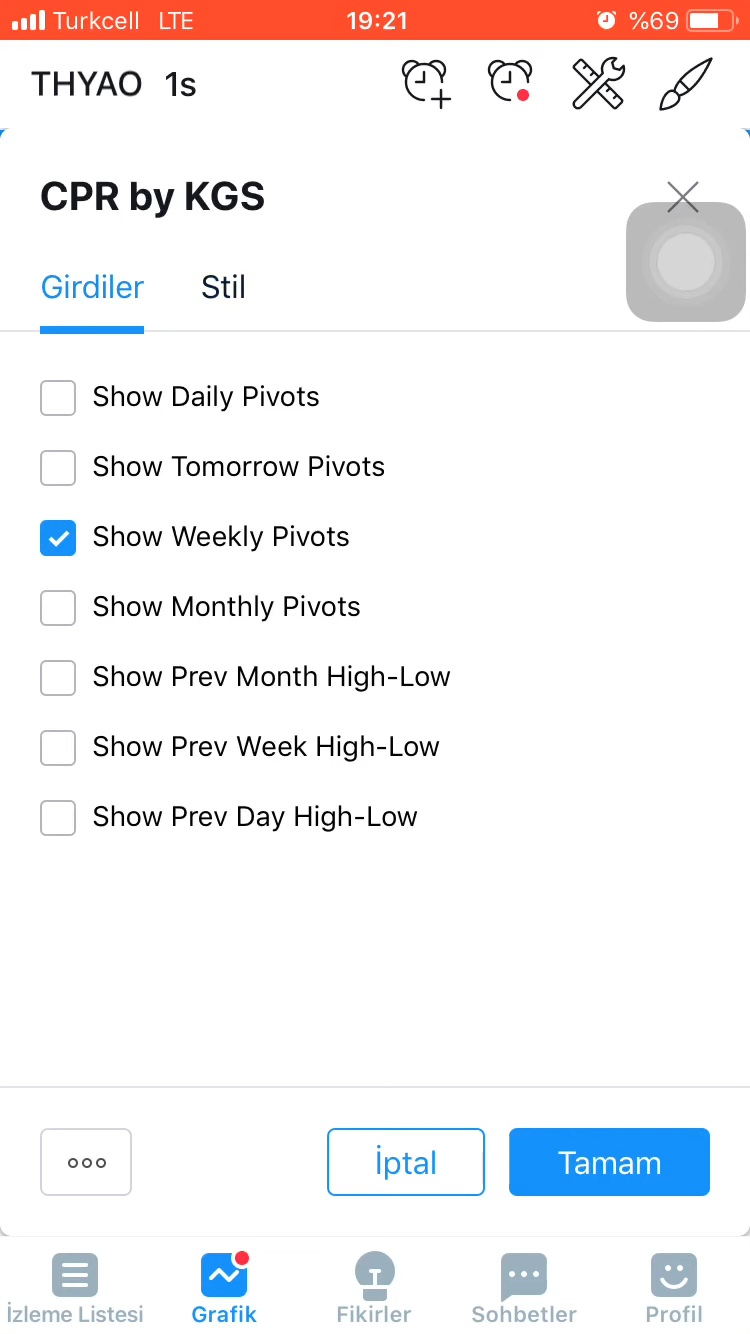 Turkcell LTE 19:21 %69
THYAO 1s
CPR by KGS
Girdiler Stil
Show Daily Pivots
Show Tomorrow Pivots
Show Weekly Pivots
Show Monthly Pivots
Show Prev Month High-Low
Show Prev Week High-Low
Show Prev Day High-Low
İptal Tamam
İzleme Listesi Grafik Fikirler Sohbetler Profil